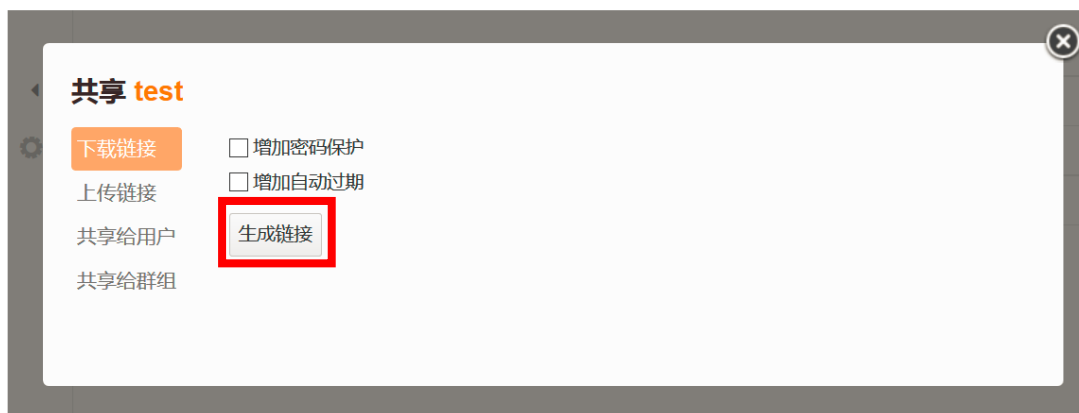 共享 test
下载链接
上传链接
共享给用户
共享给群组
增加密码保护
增加自动过期
生成链接